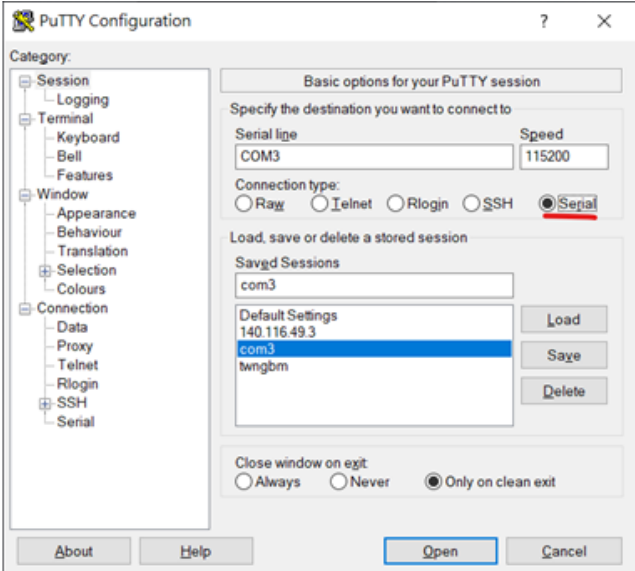 PuTTY Configuration
Category:
Session
Logging
Terminal
Keyboard
Bell
Features
Window
Appearance
Behaviour
Translation
Selection
Colours
Connection
Data
Proxy
Telnet
Rlogin
SSH
Serial
Basic options for your PuTTY session
Specify the destination you want to connect to
Serial line Speed
COM3 115200
Connection type:
Raw Telnet Rlogin SSH Serial
Load, save or delete a stored session
Saved Sessions
com3
Default Settings
140.116.49.3
com3
twngbm
Load
Save
Delete
Close window on exit:
Always Never Only on clean exit
About Help Open Cancel